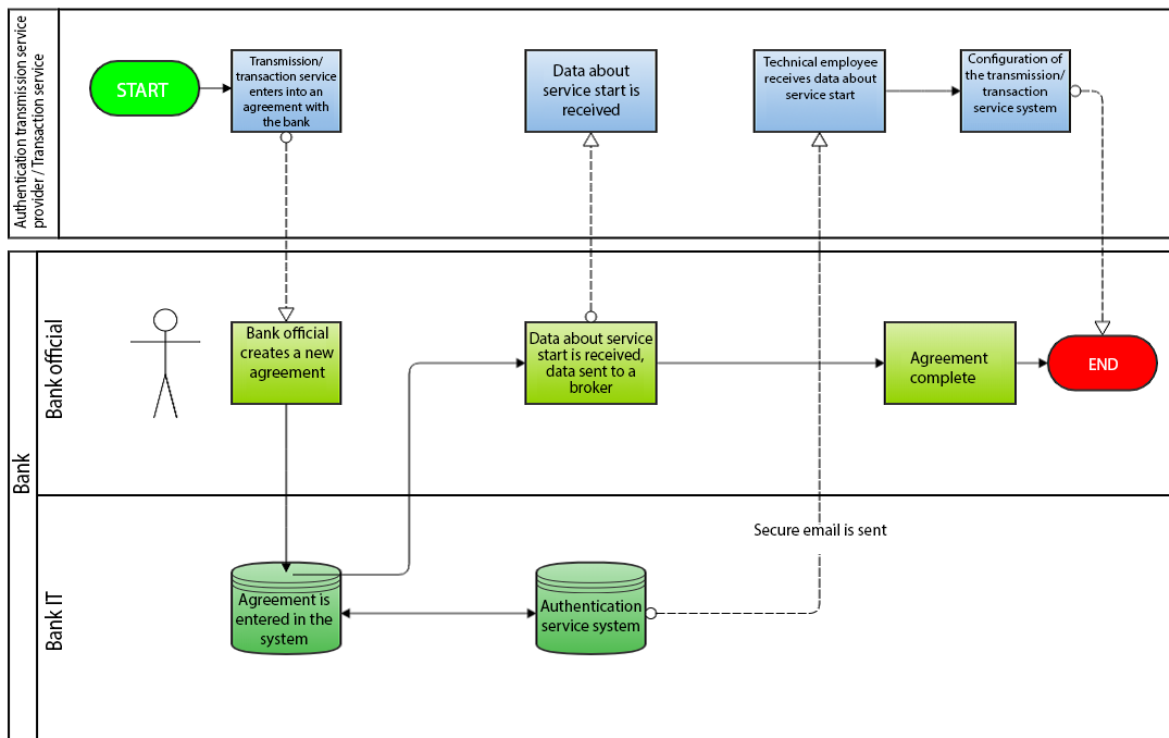 Authentication transmission service
provider / Transaction service
START
Transmission/
transaction service
enters into an
agreement with
the bank
Data about
service start is
received
Technical employee
receives data about
service start
Configuration of
the transmission/
transaction
service system
Bank
Bank official
Bank official
creates a new
agreement
Data about service
start is received,
data sent to a
broker
Agreement
complete
END
Bank IT
Agreement is
entered in the
system
Authentication
service system
Secure email is sent